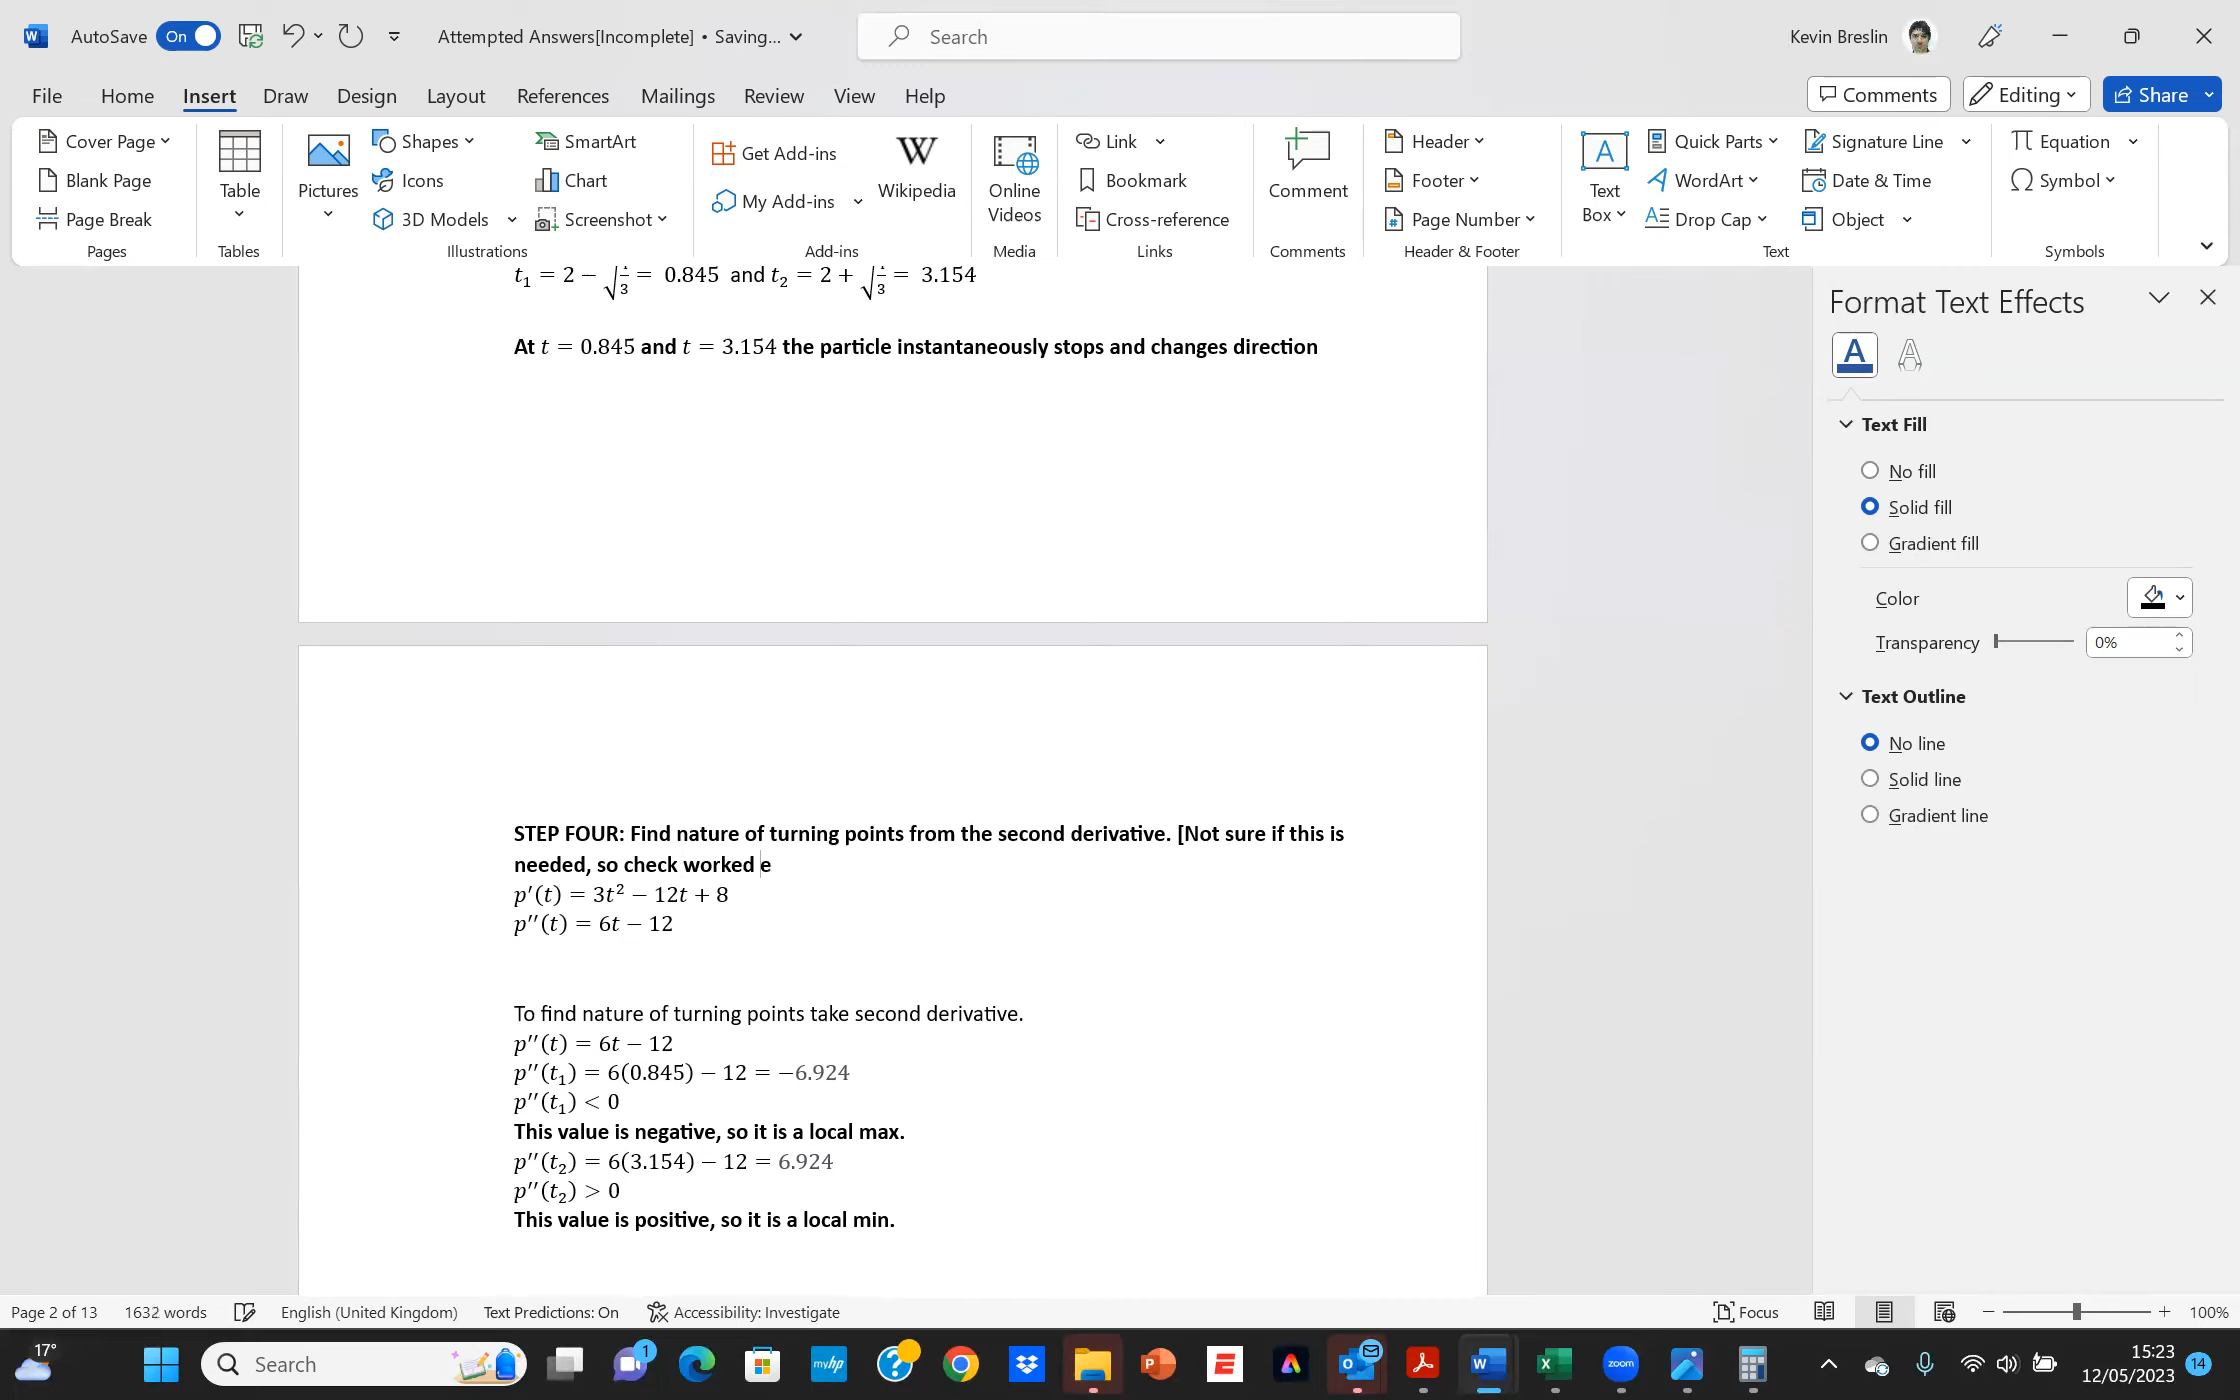 AutoSave On Attempted Answers[Incomplete] • Saving... Search Kevin Breslin
File Home Insert Draw Design Layout References Mailings Review View Help Comments Editing Share
Cover Page
Blank Page
Page Break
Pages
Table
Tables
Pictures
Shapes
Icons
3D Models
SmartArt
Chart
Screenshot
Illustrations
Get Add-ins
My Add-ins
Wikipedia
Add-ins
Online
Videos
Media
Link
Bookmark
Cross-reference
Links
Comment
Comments
Header
Footer
Page Number
Header & Footer
Text
Box
Quick Parts
WordArt
Drop Cap
Signature Line
Date & Time
Object
Text
Equation
Symbol
Symbols
t₁ = 2 − √1/3 = 0.845 and t₂ = 2 + √1/3 = 3.154
At t = 0.845 and t = 3.154 the particle instantaneously stops and changes direction
STEP FOUR: Find nature of turning points from the second derivative. [Not sure if this is
needed, so check worked e
p′(t) = 3t² − 12t + 8
p′′(t) = 6t − 12
To find nature of turning points take second derivative.
p′′(t) = 6t − 12
p′′(t₁) = 6(0.845) − 12 = −6.924
p′′(t₁) < 0
This value is negative, so it is a local max.
p′′(t₂) = 6(3.154) − 12 = 6.924
p′′(t₂) > 0
This value is positive, so it is a local min.
Format Text Effects
Text Fill
No fill
Solid fill
Gradient fill
Color
Transparency 0%
Text Outline
No line
Solid line
Gradient line
Page 2 of 13 1632 words English (United Kingdom) Text Predictions: On Accessibility: Investigate Focus 100%
17° Search 1 myhp zoom 15:23 14
12/05/2023